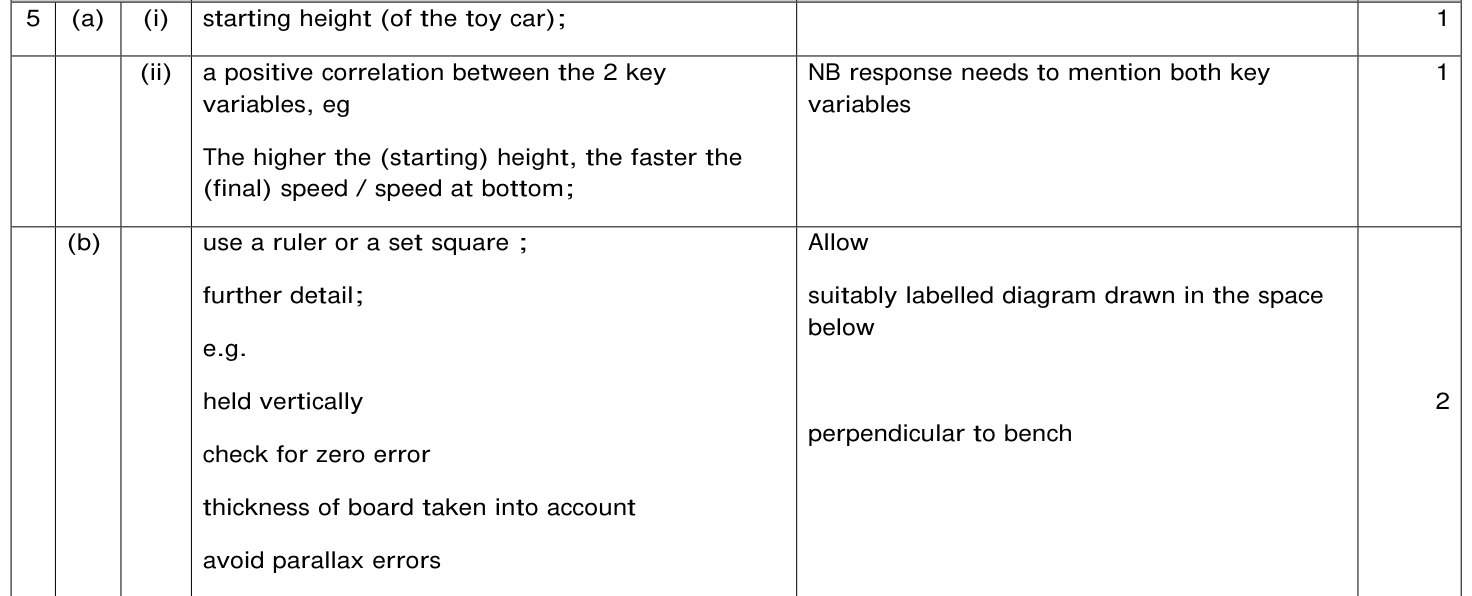 5 (a) (i) starting height (of the toy car); 1
(ii) a positive correlation between the 2 key NB response needs to mention both key 1
variables, eg variables
The higher the (starting) height, the faster the
(final) speed / speed at bottom;
(b) use a ruler or a set square ; Allow
further detail; suitably labelled diagram drawn in the space
below
e.g.
held vertically 2
perpendicular to bench
check for zero error
thickness of board taken into account
avoid parallax errors